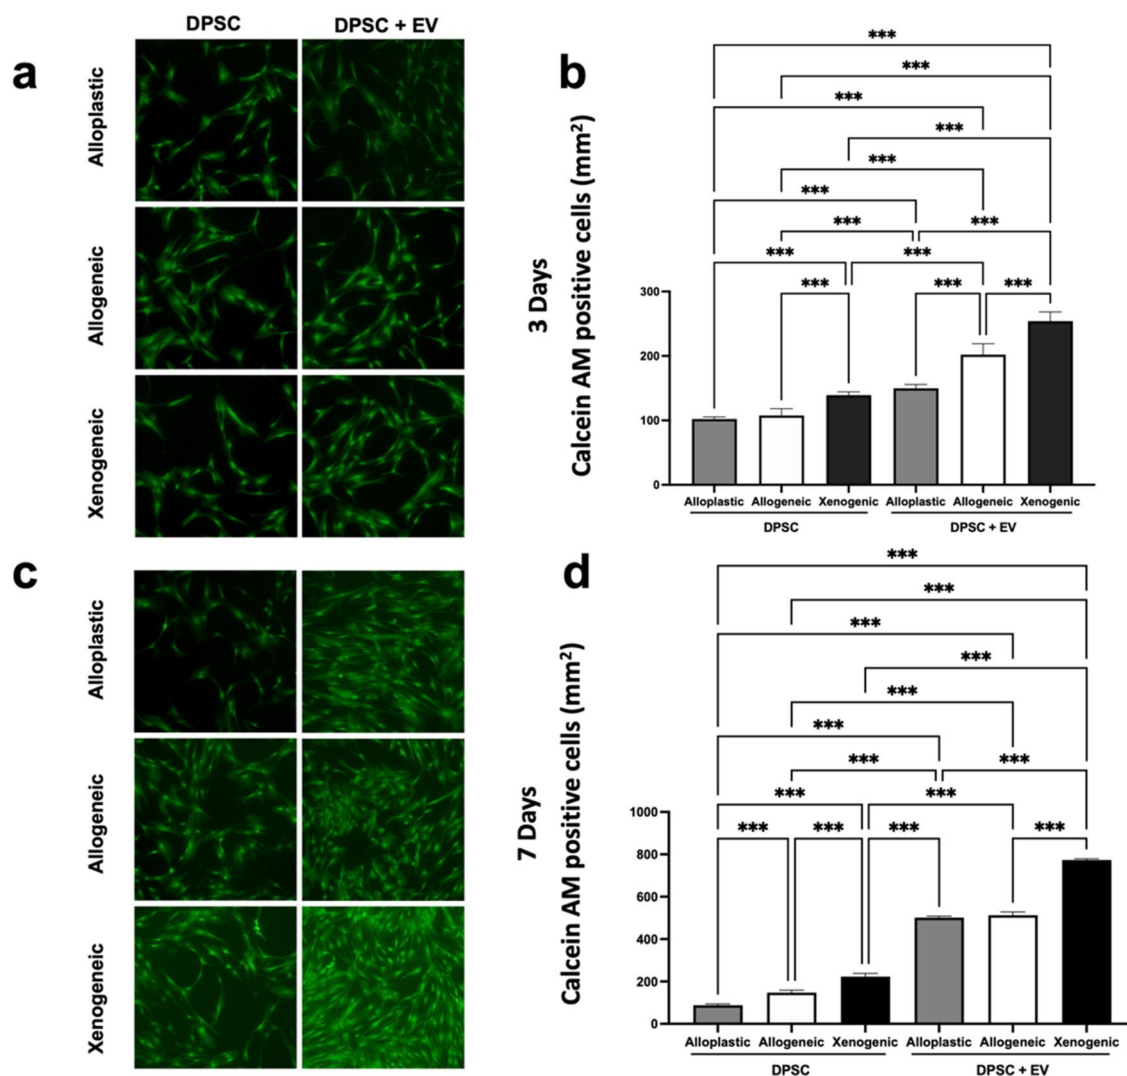 DPSC DPSC + EV
a
Alloplastic
Allogeneic
Xenogeneic
b
3 Days
Calcein AM positive cells (mm²)
***
***
***
***
***
***
*** ***
*** ***
*** *** ***
300
200
100
0
Alloplastic Allogeneic Xenogenic Alloplastic Allogeneic Xenogenic
DPSC DPSC + EV
c
Alloplastic
Allogeneic
Xenogeneic
d
7 Days
Calcein AM positive cells (mm²)
***
***
***
***
***
***
*** ***
*** ***
*** *** *** ***
1000
800
600
400
200
0
Alloplastic Allogeneic Xenogenic Alloplastic Allogeneic Xenogenic
DPSC DPSC + EV